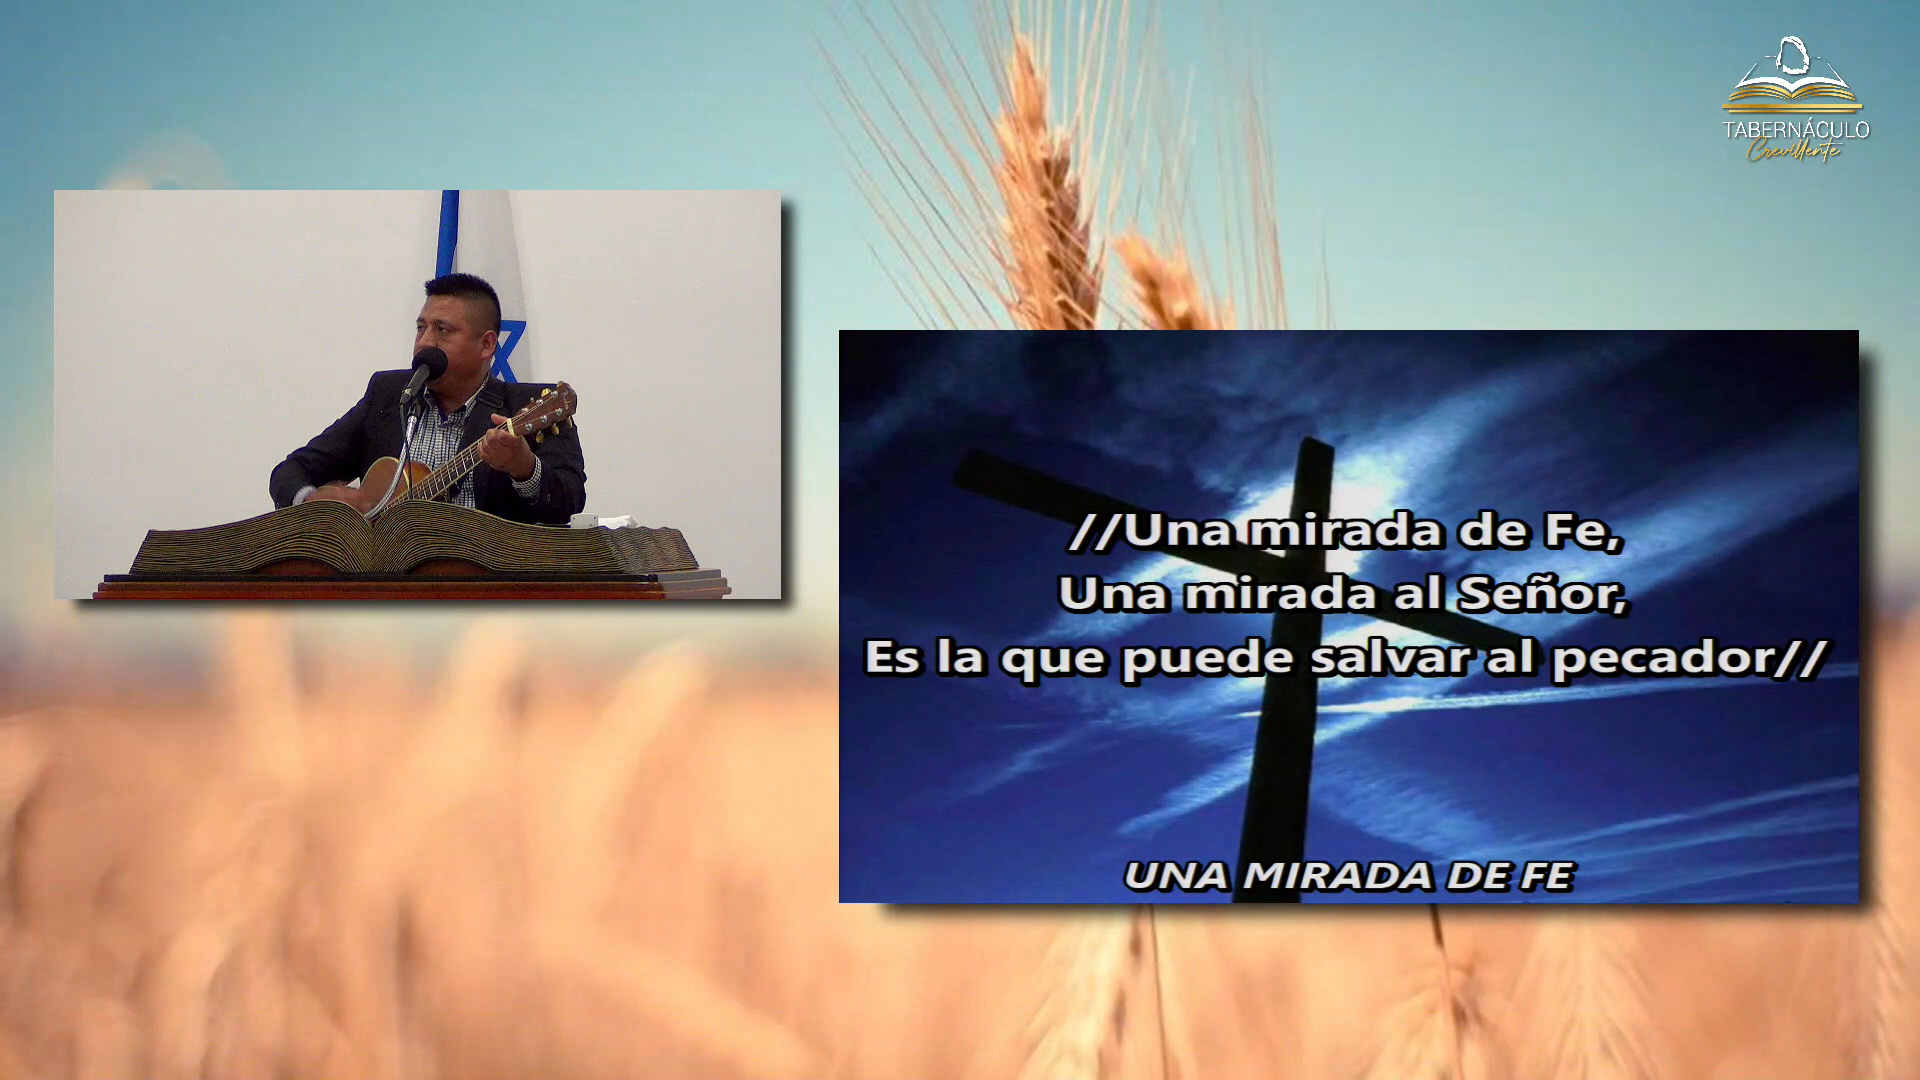 TABERNÁCULO
Crevillente
//Una mirada de Fe,
Una mirada al Señor,
Es la que puede salvar al pecador//
UNA MIRADA DE FE